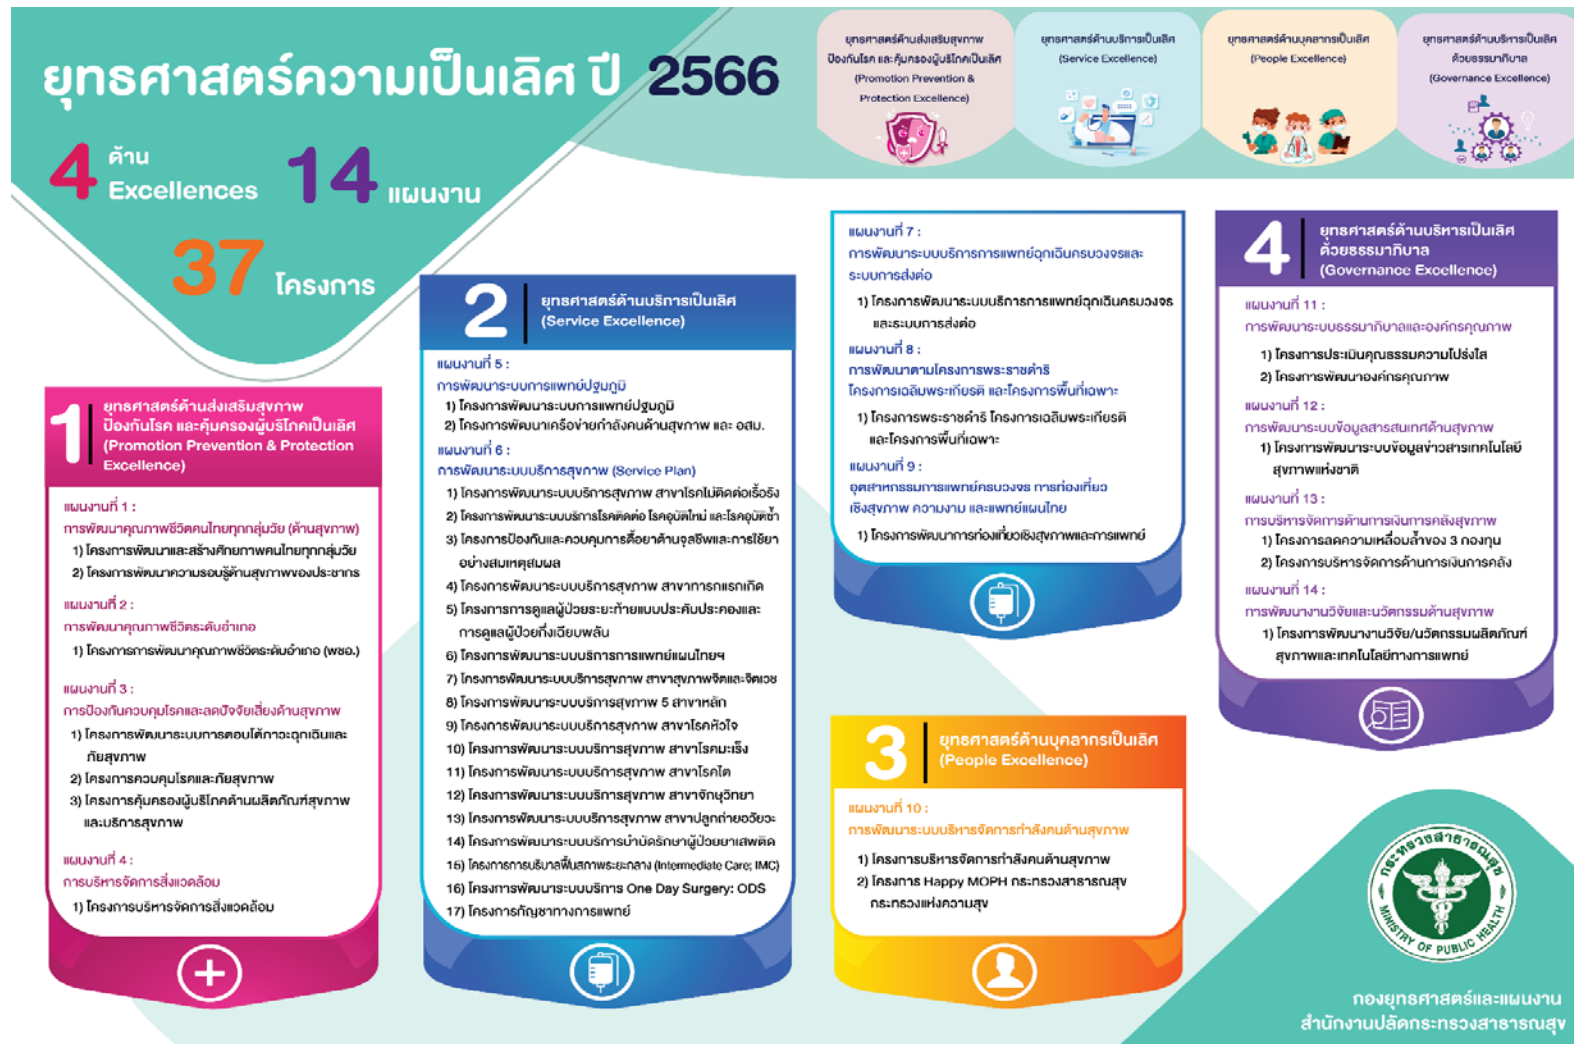 ยุทธศาสตร์ความเป็นเลิศ ปี 2566
4 ด้าน
Excellences
14 แผนงาน
37 โครงการ
ยุทธศาสตร์ด้านส่งเสริมสุขภาพ
ป้องกันโรค และคุ้มครองผู้บริโภคเป็นเลิศ
(Promotion Prevention &
Protection Excellence)
ยุทธศาสตร์ด้านบริการเป็นเลิศ
(Service Excellence)
ยุทธศาสตร์ด้านบุคลากรเป็นเลิศ
(People Excellence)
ยุทธศาสตร์ด้านบริหารเป็นเลิศ
ด้วยธรรมาภิบาล
(Governance Excellence)
1
ยุทธศาสตร์ด้านส่งเสริมสุขภาพ
ป้องกันโรค และคุ้มครองผู้บริโภคเป็นเลิศ
(Promotion Prevention & Protection
Excellence)
แผนงานที่ 1 :
การพัฒนาคุณภาพชีวิตคนไทยทุกกลุ่มวัย (ด้านสุขภาพ)
1) โครงการพัฒนาและสร้างศักยภาพคนไทยทุกกลุ่มวัย
2) โครงการพัฒนาความรอบรู้ด้านสุขภาพของประชากร
แผนงานที่ 2 :
การพัฒนาคุณภาพชีวิตระดับอำเภอ
1) โครงการการพัฒนาคุณภาพชีวิตระดับอำเภอ (พชอ.)
แผนงานที่ 3 :
การป้องกันควบคุมโรคและลดปัจจัยเสี่ยงด้านสุขภาพ
1) โครงการพัฒนาระบบการตอบโต้ภาวะฉุกเฉินและ
ภัยสุขภาพ
2) โครงการควบคุมโรคและภัยสุขภาพ
3) โครงการคุ้มครองผู้บริโภคด้านผลิตภัณฑ์สุขภาพ
และบริการสุขภาพ
แผนงานที่ 4 :
การบริหารจัดการสิ่งแวดล้อม
1) โครงการบริหารจัดการสิ่งแวดล้อม
2
ยุทธศาสตร์ด้านบริการเป็นเลิศ
(Service Excellence)
แผนงานที่ 5 :
การพัฒนาระบบการแพทย์ปฐมภูมิ
1) โครงการพัฒนาระบบการแพทย์ปฐมภูมิ
2) โครงการพัฒนาเครือข่ายกำลังคนด้านสุขภาพ และ อสม.
แผนงานที่ 6 :
การพัฒนาระบบบริการสุขภาพ (Service Plan)
1) โครงการพัฒนาระบบบริการสุขภาพ สาขาโรคไม่ติดต่อเรื้อรัง
2) โครงการพัฒนาระบบบริการโรคติดต่อ โรคอุบัติใหม่ และโรคอุบัติซ้ำ
3) โครงการป้องกันและควบคุมการดื้อยาต้านจุลชีพและการใช้ยา
อย่างสมเหตุสมผล
4) โครงการพัฒนาระบบบริการสุขภาพ สาขาทารกแรกเกิด
5) โครงการการดูแลผู้ป่วยระยะท้ายแบบประคับประคองและ
การดูแลผู้ป่วยกึ่งเฉียบพลัน
6) โครงการพัฒนาระบบบริการการแพทย์แผนไทยฯ
7) โครงการพัฒนาระบบบริการสุขภาพ สาขาสุขภาพจิตและจิตเวช
8) โครงการพัฒนาระบบบริการสุขภาพ 5 สาขาหลัก
9) โครงการพัฒนาระบบบริการสุขภาพ สาขาโรคหัวใจ
10) โครงการพัฒนาระบบบริการสุขภาพ สาขาโรคมะเร็ง
11) โครงการพัฒนาระบบบริการสุขภาพ สาขาโรคไต
12) โครงการพัฒนาระบบบริการสุขภาพ สาขาจักษุวิทยา
13) โครงการพัฒนาระบบบริการสุขภาพ สาขาปลูกถ่ายอวัยวะ
14) โครงการพัฒนาระบบบริการบำบัดรักษาผู้ป่วยยาเสพติด
15) โครงการการบริบาลฟื้นสภาพระยะกลาง (Intermediate Care; IMC)
16) โครงการพัฒนาระบบบริการ One Day Surgery: ODS
17) โครงการกัญชาทางการแพทย์
แผนงานที่ 7 :
การพัฒนาระบบบริการการแพทย์ฉุกเฉินครบวงจรและ
ระบบการส่งต่อ
1) โครงการพัฒนาระบบบริการการแพทย์ฉุกเฉินครบวงจร
และระบบการส่งต่อ
แผนงานที่ 8 :
การพัฒนาตามโครงการพระราชดำริ
โครงการเฉลิมพระเกียรติ และโครงการพื้นที่เฉพาะ
1) โครงการพระราชดำริ โครงการเฉลิมพระเกียรติ
และโครงการพื้นที่เฉพาะ
แผนงานที่ 9 :
อุตสาหกรรมการแพทย์ครบวงจร การท่องเที่ยว
เชิงสุขภาพ ความงาม และแพทย์แผนไทย
1) โครงการพัฒนาการท่องเที่ยวเชิงสุขภาพและการแพทย์
3
ยุทธศาสตร์ด้านบุคลากรเป็นเลิศ
(People Excellence)
แผนงานที่ 10 :
การพัฒนาระบบบริหารจัดการกำลังคนด้านสุขภาพ
1) โครงการบริหารจัดการกำลังคนด้านสุขภาพ
2) โครงการ Happy MOPH กระทรวงสาธารณสุข
กระทรวงแห่งความสุข
4
ยุทธศาสตร์ด้านบริหารเป็นเลิศ
ด้วยธรรมาภิบาล
(Governance Excellence)
แผนงานที่ 11 :
การพัฒนาระบบธรรมาภิบาลและองค์กรคุณภาพ
1) โครงการประเมินคุณธรรมความโปร่งใส
2) โครงการพัฒนาองค์กรคุณภาพ
แผนงานที่ 12 :
การพัฒนาระบบข้อมูลสารสนเทศด้านสุขภาพ
1) โครงการพัฒนาระบบข้อมูลข่าวสารเทคโนโลยี
สุขภาพแห่งชาติ
แผนงานที่ 13 :
การบริหารจัดการด้านการเงินการคลังสุขภาพ
1) โครงการลดความเหลื่อมล้ำของ 3 กองทุน
2) โครงการบริหารจัดการด้านการเงินการคลัง
แผนงานที่ 14 :
การพัฒนางานวิจัยและนวัตกรรมด้านสุขภาพ
1) โครงการพัฒนางานวิจัย/นวัตกรรมผลิตภัณฑ์
สุขภาพและเทคโนโลยีทางการแพทย์
กระทรวงสาธารณสุข
MINISTRY OF PUBLIC HEALTH
กองยุทธศาสตร์และแผนงาน
สำนักงานปลัดกระทรวงสาธารณสุข